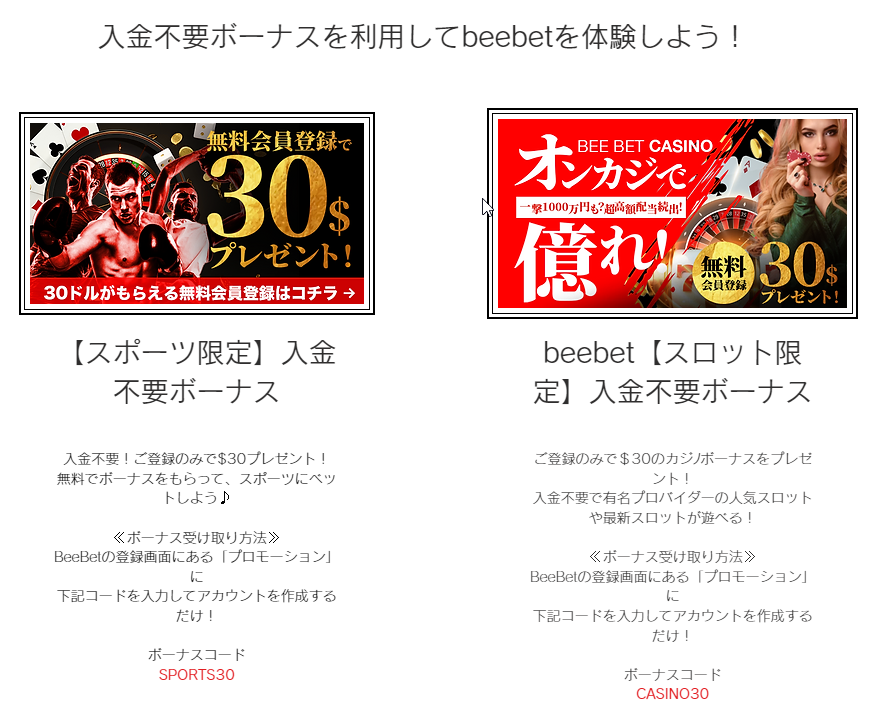 入金不要ボーナスを利用してbeebetを体験しよう！
無料会員登録で
30$
プレゼント!
30ドルがもらえる無料会員登録はコチラ →
【スポーツ限定】入金
不要ボーナス
入金不要！ご登録のみで$30プレゼント！
無料でボーナスをもらって、スポーツにベッ
トしよう♪
≪ボーナス受け取り方法≫
BeeBetの登録画面にある「プロモーション」
に
下記コードを入力してアカウントを作成する
だけ！
ボーナスコード
SPORTS30
BEE BET CASINO
オンカジで
一撃1000万円も?超高額配当続出!
億れ!
無料
会員登録
30$
プレゼント!
beebet【スロット限
定】入金不要ボーナス
ご登録のみで＄30のカジノボーナスをプレゼ
ント！
入金不要で有名プロバイダーの人気スロット
や最新スロットが遊べる！
≪ボーナス受け取り方法≫
BeeBetの登録画面にある「プロモーション」
に
下記コードを入力してアカウントを作成する
だけ！
ボーナスコード
CASINO30